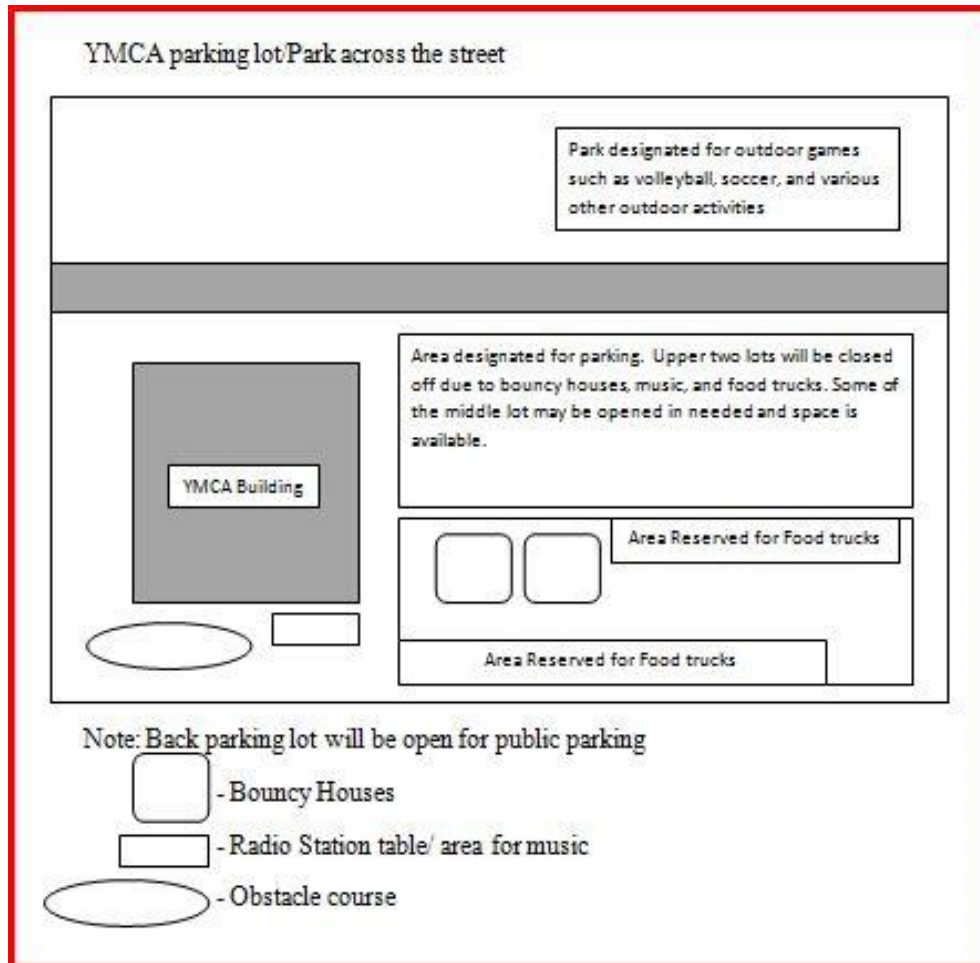 YMCA parking lot/Park across the street
Park designated for outdoor games
such as volleyball, soccer, and various
other outdoor activities
Area designated for parking. Upper two lots will be closed
off due to bouncy houses, music, and food trucks. Some of
the middle lot may be opened in needed and space is
available.
YMCA Building
Area Reserved for Food trucks
Area Reserved for Food trucks
Note: Back parking lot will be open for public parking
- Bouncy Houses
- Radio Station table/ area for music
- Obstacle course